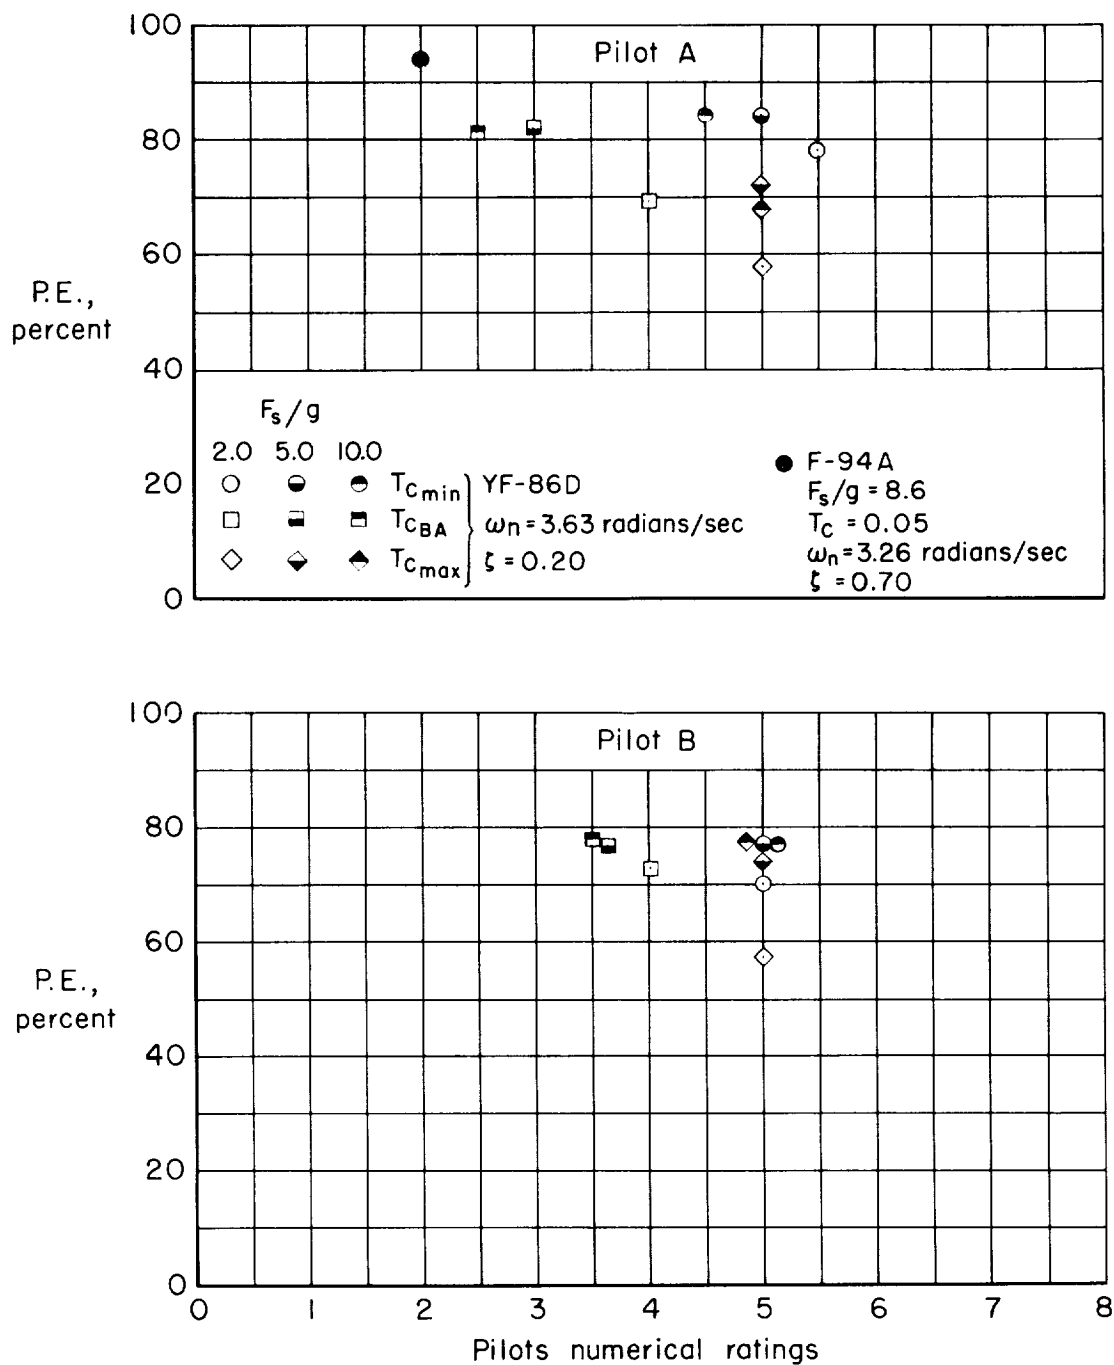 100
Pilot A
80
60
P.E.,
percent
40
F_s/g
2.0 5.0 10.0
T_Cmin YF-86D
T_CBA ω_n = 3.63 radians/sec
T_Cmax ζ = 0.20
F-94A
F_s/g = 8.6
T_C = 0.05
ω_n = 3.26 radians/sec
ζ = 0.70
20
0
100
Pilot B
80
60
P.E.,
percent
40
20
0
0 1 2 3 4 5 6 7 8
Pilots numerical ratings